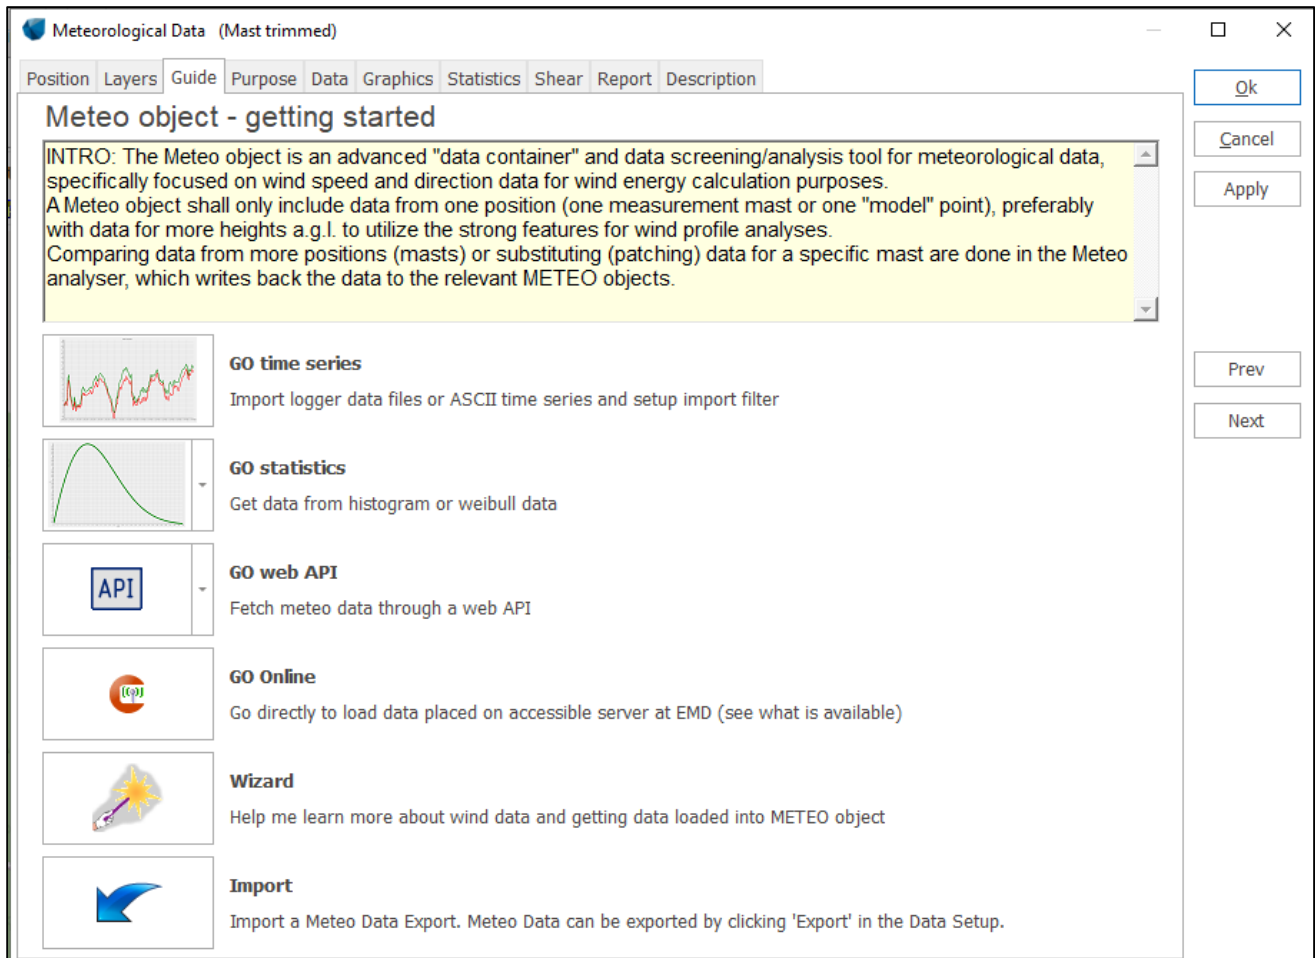 Meteorological Data (Mast trimmed)
Position Layers Guide Purpose Data Graphics Statistics Shear Report Description
Ok
Cancel
Apply
Prev
Next
Meteo object - getting started
INTRO: The Meteo object is an advanced "data container" and data screening/analysis tool for meteorological data,
specifically focused on wind speed and direction data for wind energy calculation purposes.
A Meteo object shall only include data from one position (one measurement mast or one "model" point), preferably
with data for more heights a.g.l. to utilize the strong features for wind profile analyses.
Comparing data from more positions (masts) or substituting (patching) data for a specific mast are done in the Meteo
analyser, which writes back the data to the relevant METEO objects.
GO time series
Import logger data files or ASCII time series and setup import filter
GO statistics
Get data from histogram or weibull data
API
GO web API
Fetch meteo data through a web API
GO Online
Go directly to load data placed on accessible server at EMD (see what is available)
Wizard
Help me learn more about wind data and getting data loaded into METEO object
Import
Import a Meteo Data Export. Meteo Data can be exported by clicking 'Export' in the Data Setup.